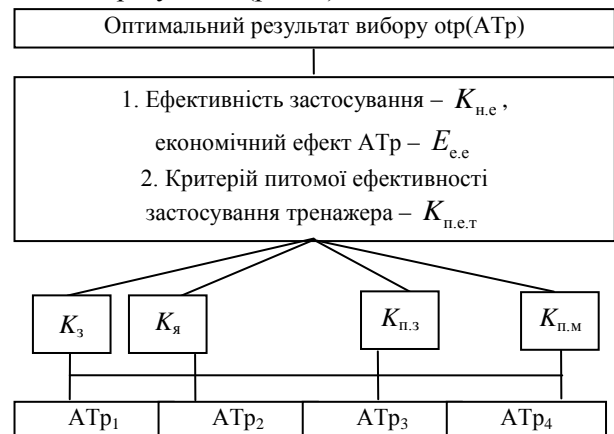 Оптимальний результат вибору otp(АТр)
1. Ефективність застосування – Kн.е ,
економічний ефект АТр – Eе.е
2. Критерій питомої ефективності
застосування тренажера – Kп.е.т
Kз Kя Kп.з Kп.м
АТр1 АТр2 АТр3 АТр4